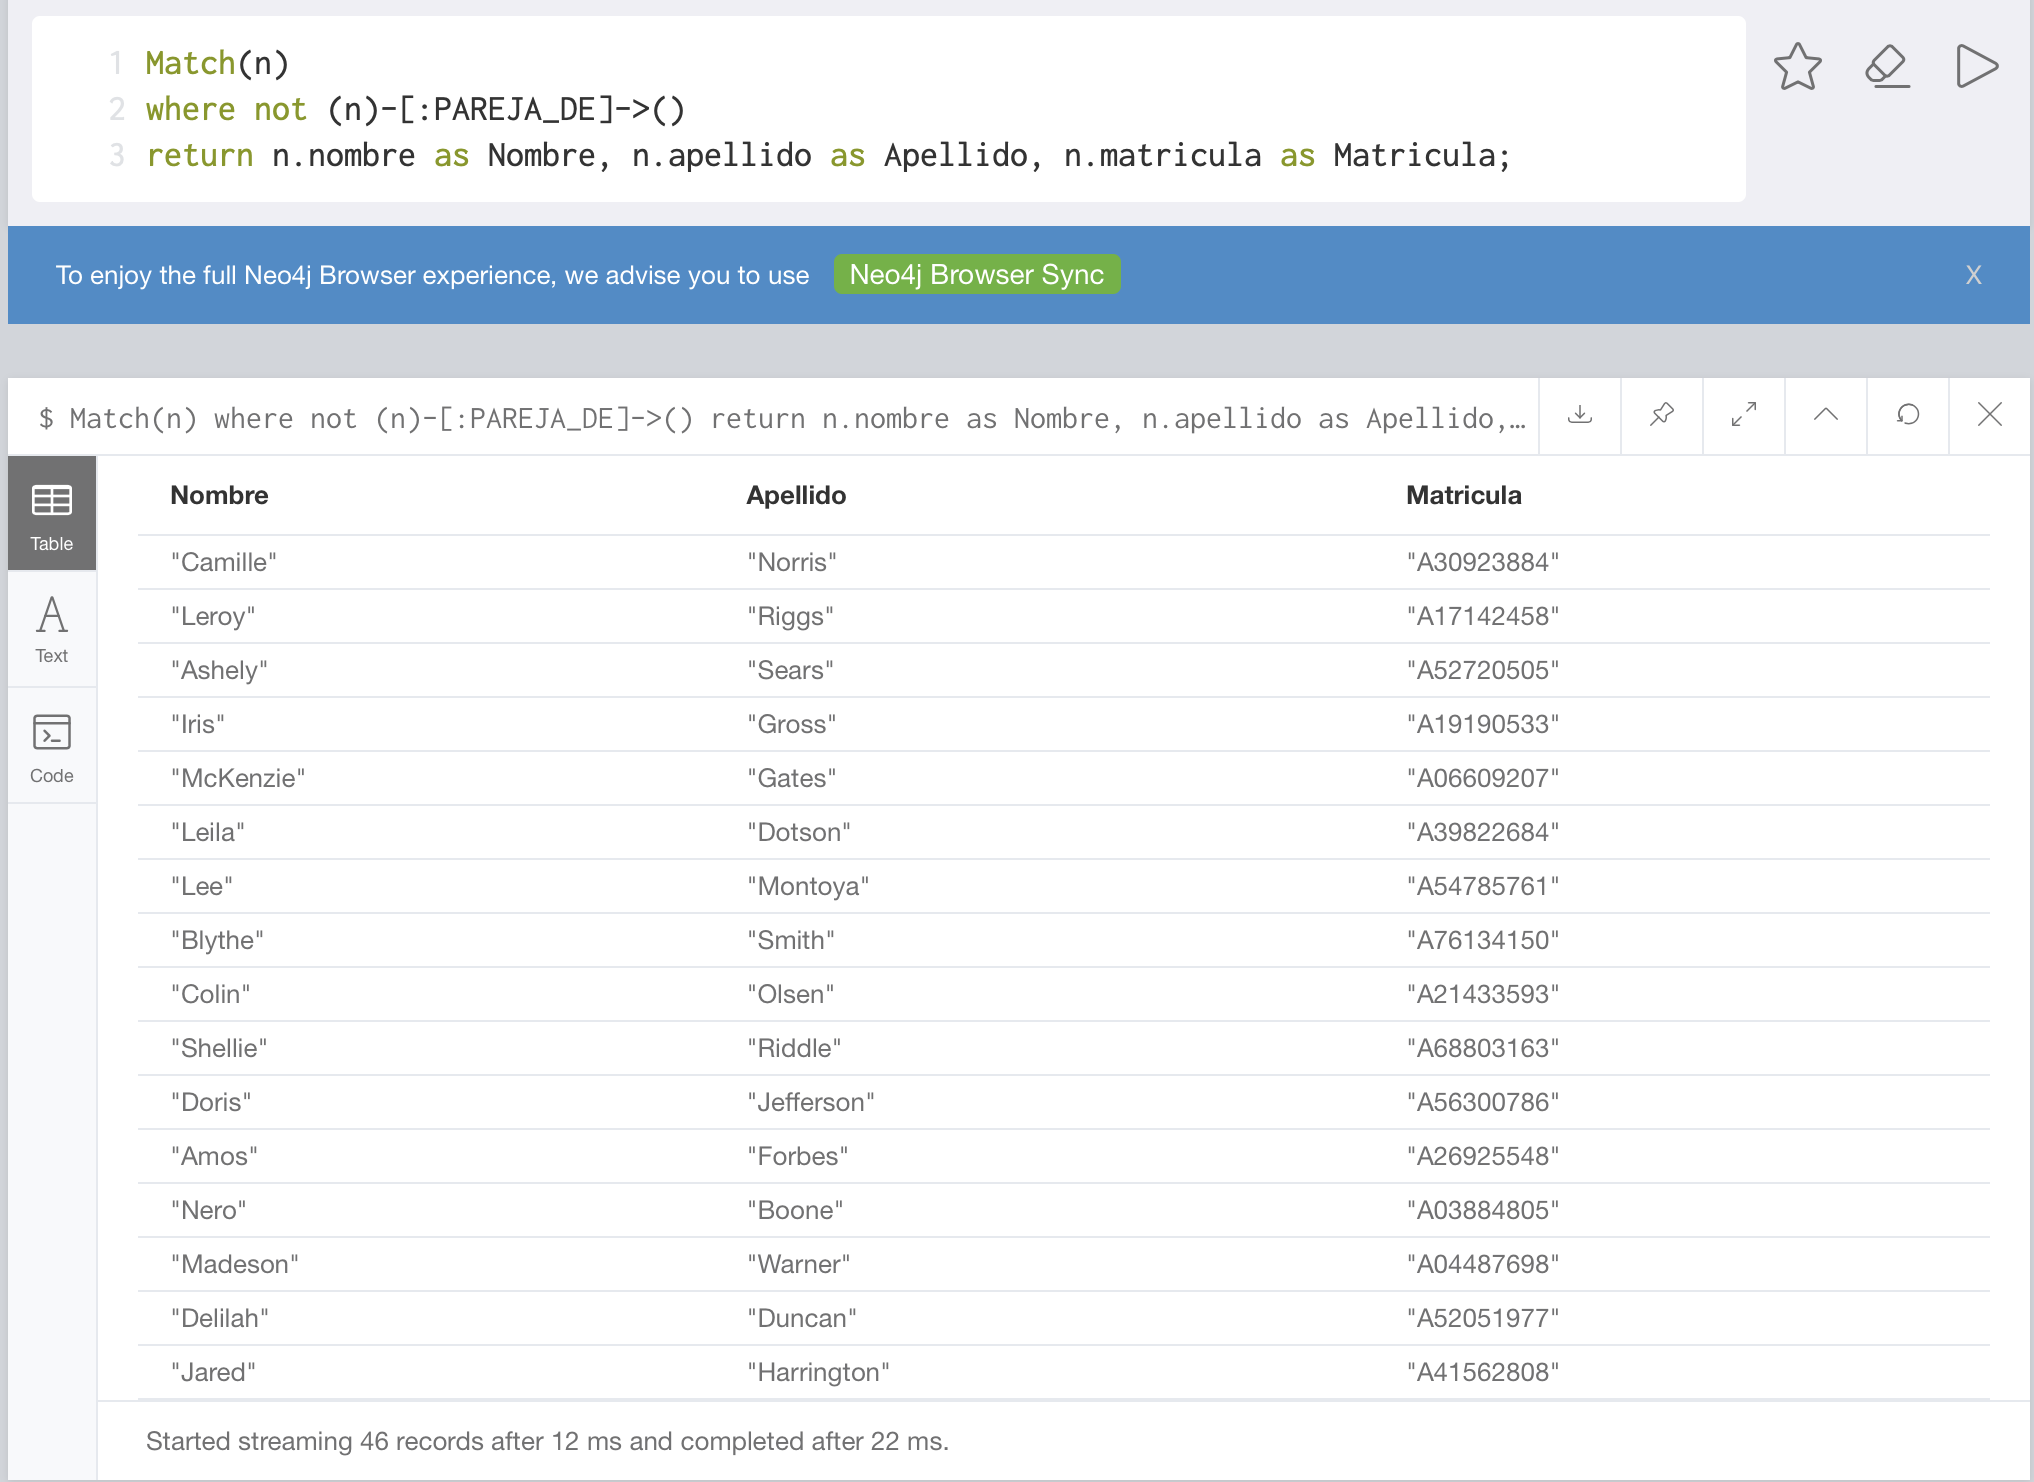 1 Match(n)
2 where not (n)-[:PAREJA_DE]->()
3 return n.nombre as Nombre, n.apellido as Apellido, n.matricula as Matricula;
To enjoy the full Neo4j Browser experience, we advise you to use Neo4j Browser Sync X
$ Match(n) where not (n)-[:PAREJA_DE]->() return n.nombre as Nombre, n.apellido as Apellido,…
Table
Text
Code
Nombre Apellido Matricula
"Camille" "Norris" "A30923884"
"Leroy" "Riggs" "A17142458"
"Ashely" "Sears" "A52720505"
"Iris" "Gross" "A19190533"
"McKenzie" "Gates" "A06609207"
"Leila" "Dotson" "A39822684"
"Lee" "Montoya" "A54785761"
"Blythe" "Smith" "A76134150"
"Colin" "Olsen" "A21433593"
"Shellie" "Riddle" "A68803163"
"Doris" "Jefferson" "A56300786"
"Amos" "Forbes" "A26925548"
"Nero" "Boone" "A03884805"
"Madeson" "Warner" "A04487698"
"Delilah" "Duncan" "A52051977"
"Jared" "Harrington" "A41562808"
Started streaming 46 records after 12 ms and completed after 22 ms.